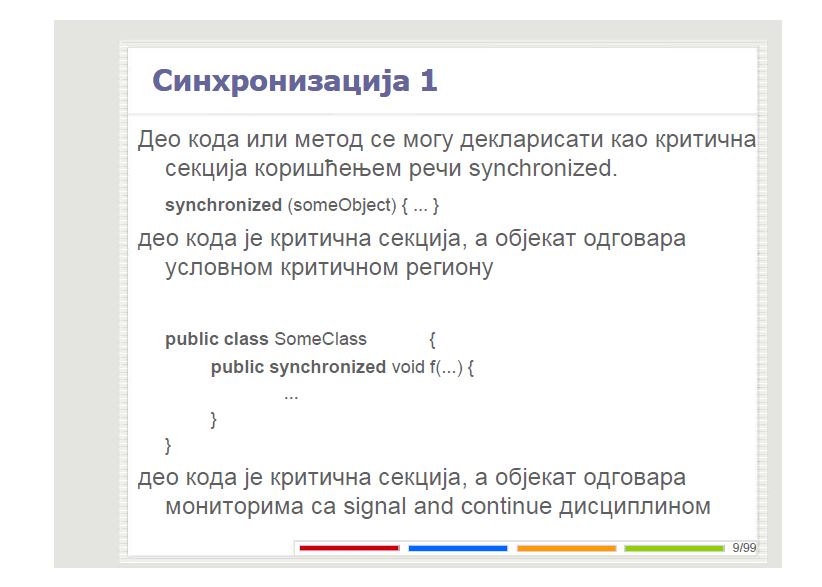 Синхронизација 1
Део кода или метод се могу декларисати као критична
секција коришћењем речи synchronized.
synchronized (someObject) { ... }
део кода је критична секција, а објекат одговара
условном критичном региону
public class SomeClass {
public synchronized void f(...) {
...
}
}
део кода је критична секција, а објекат одговара
мониторима са signal and continue дисциплином
9/99